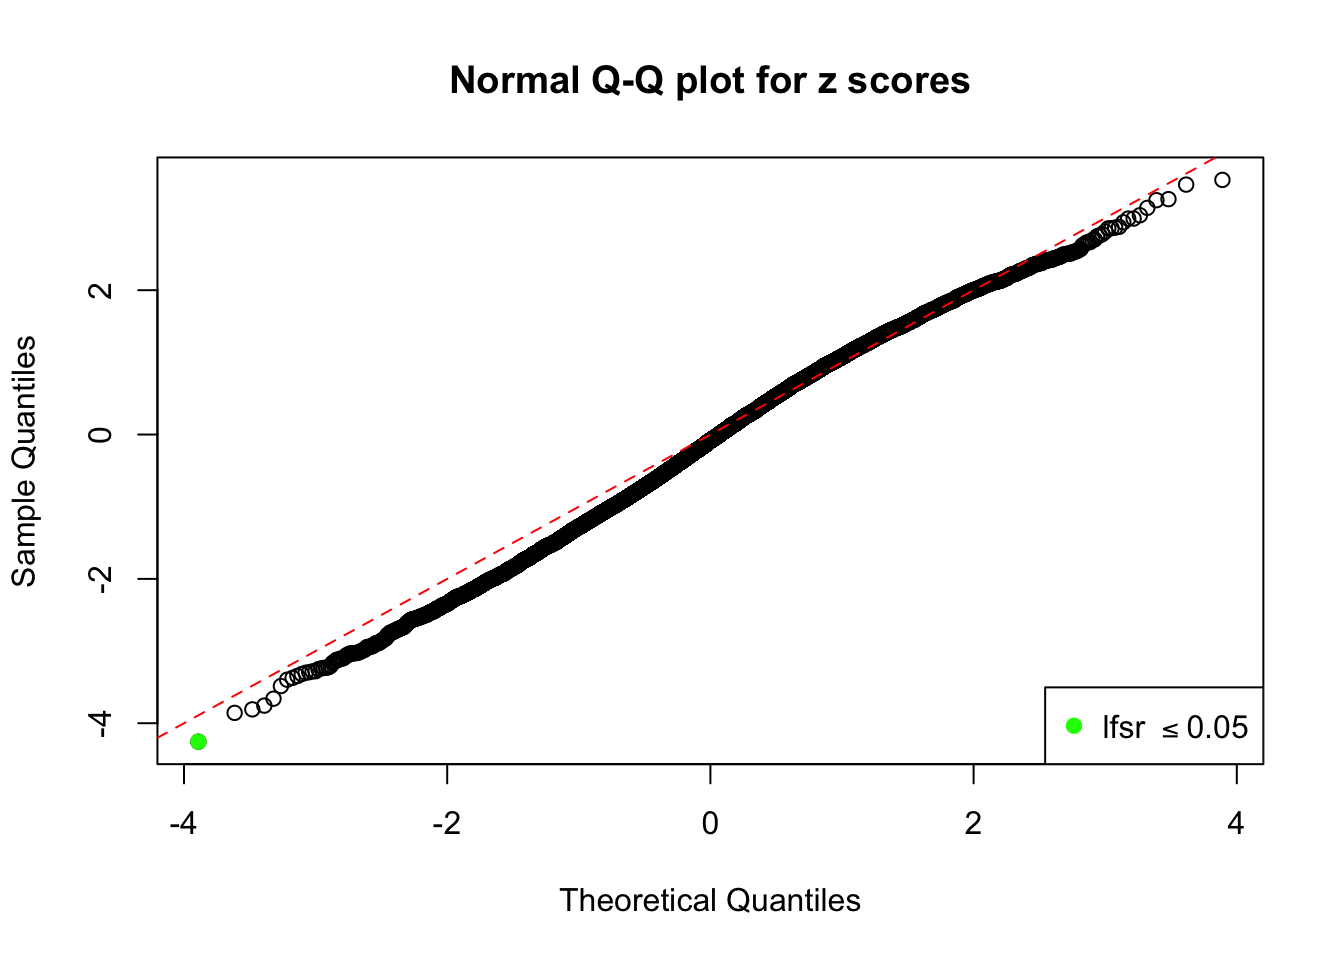 Normal Q-Q plot for z scores
Sample Quantiles
2
0
-2
-4
lfsr ≤ 0.05
-4 -2 0 2 4
Theoretical Quantiles